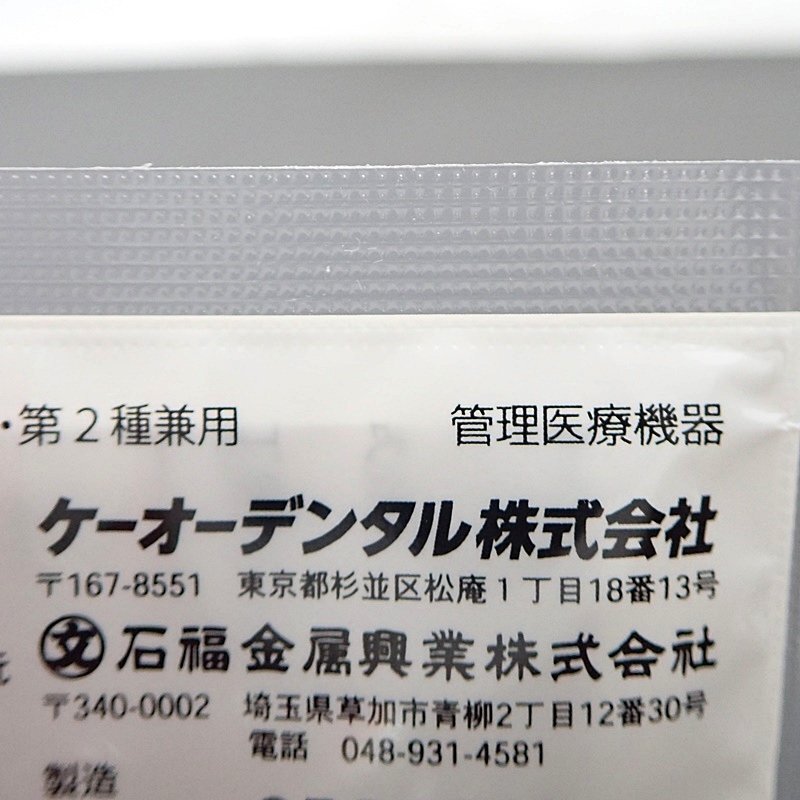 ・第2種兼用 管理医療機器
ケーオーデンタル株式会社
〒167-8551 東京都杉並区松庵1丁目18番13号
文 石福金属興業株式会社
〒340-0002 埼玉県草加市青柳2丁目12番30号
電話 048-931-4581
製造